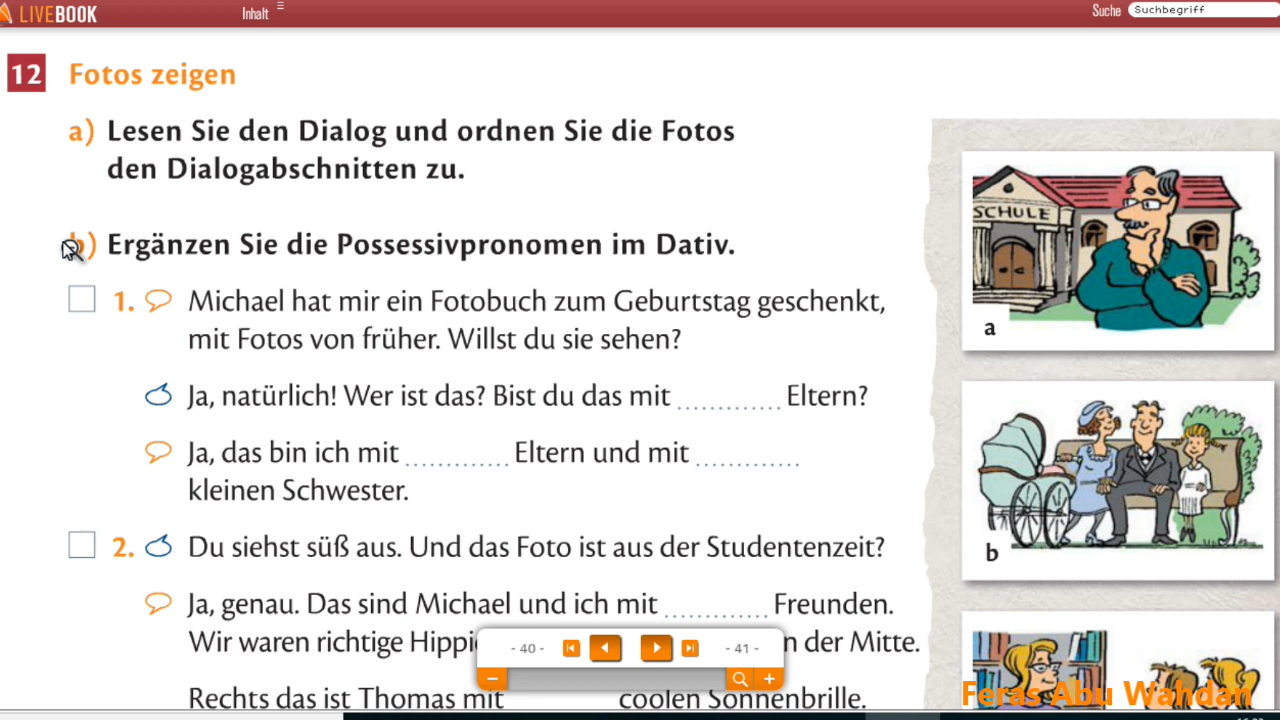 LIVEBOOK
Inhalt
Suche Suchbegriff
12 Fotos zeigen
a) Lesen Sie den Dialog und ordnen Sie die Fotos
den Dialogabschnitten zu.
b) Ergänzen Sie die Possessivpronomen im Dativ.
1. Michael hat mir ein Fotobuch zum Geburtstag geschenkt,
mit Fotos von früher. Willst du sie sehen?
Ja, natürlich! Wer ist das? Bist du das mit ............. Eltern?
Ja, das bin ich mit ............. Eltern und mit .............
kleinen Schwester.
2. Du siehst süß aus. Und das Foto ist aus der Studentenzeit?
Ja, genau. Das sind Michael und ich mit ............. Freunden.
Wir waren richtige Hippi n der Mitte.
Rechts das ist Thomas mit coolen Sonnenbrille.
- 40 - - 41 -
SCHULE
a
b
Feras Abu Wahdan